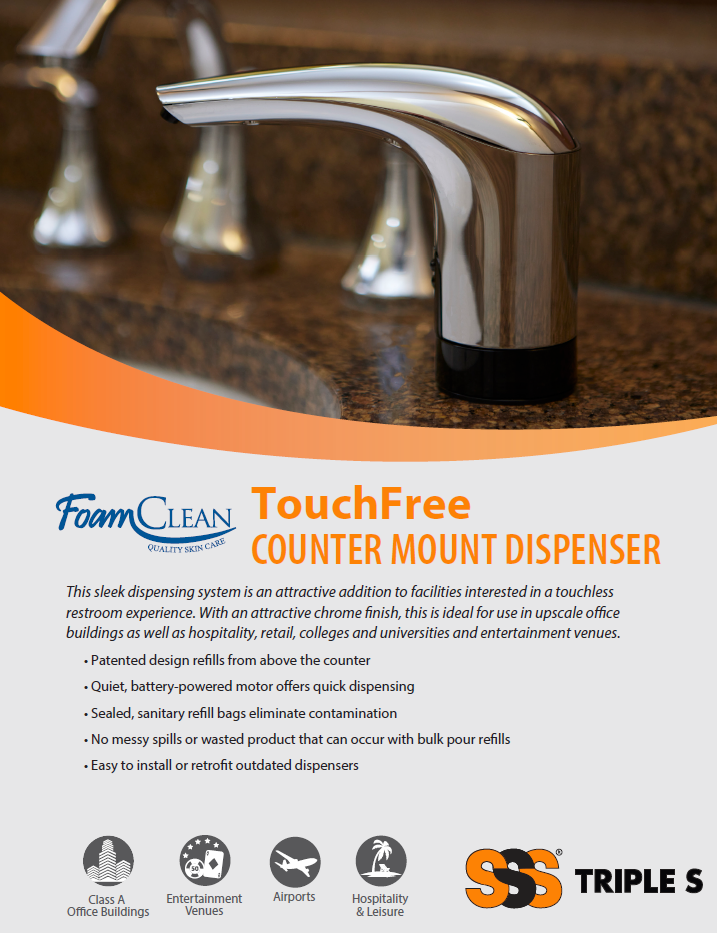 FoamCLEAN
QUALITY SKIN CARE
TouchFree
COUNTER MOUNT DISPENSER
This sleek dispensing system is an attractive addition to facilities interested in a touchless
restroom experience. With an attractive chrome finish, this is ideal for use in upscale office
buildings as well as hospitality, retail, colleges and universities and entertainment venues.
• Patented design refills from above the counter
• Quiet, battery-powered motor offers quick dispensing
• Sealed, sanitary refill bags eliminate contamination
• No messy spills or wasted product that can occur with bulk pour refills
• Easy to install or retrofit outdated dispensers
Class A
Office Buildings
50
Entertainment
Venues
Airports
Hospitality
& Leisure
SSS® TRIPLE S